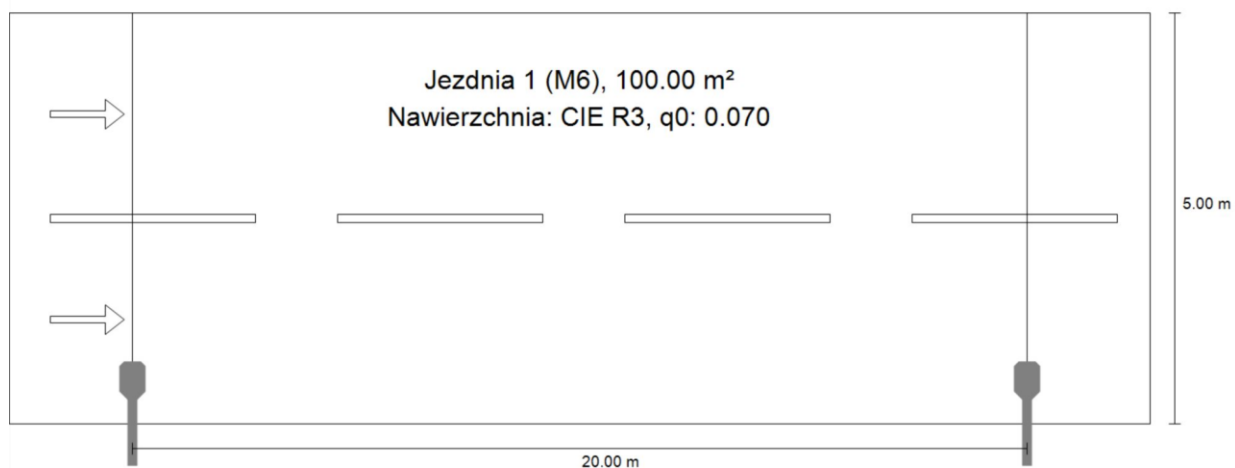 Jezdnia 1 (M6), 100.00 m²
Nawierzchnia: CIE R3, q0: 0.070
5.00 m
20.00 m